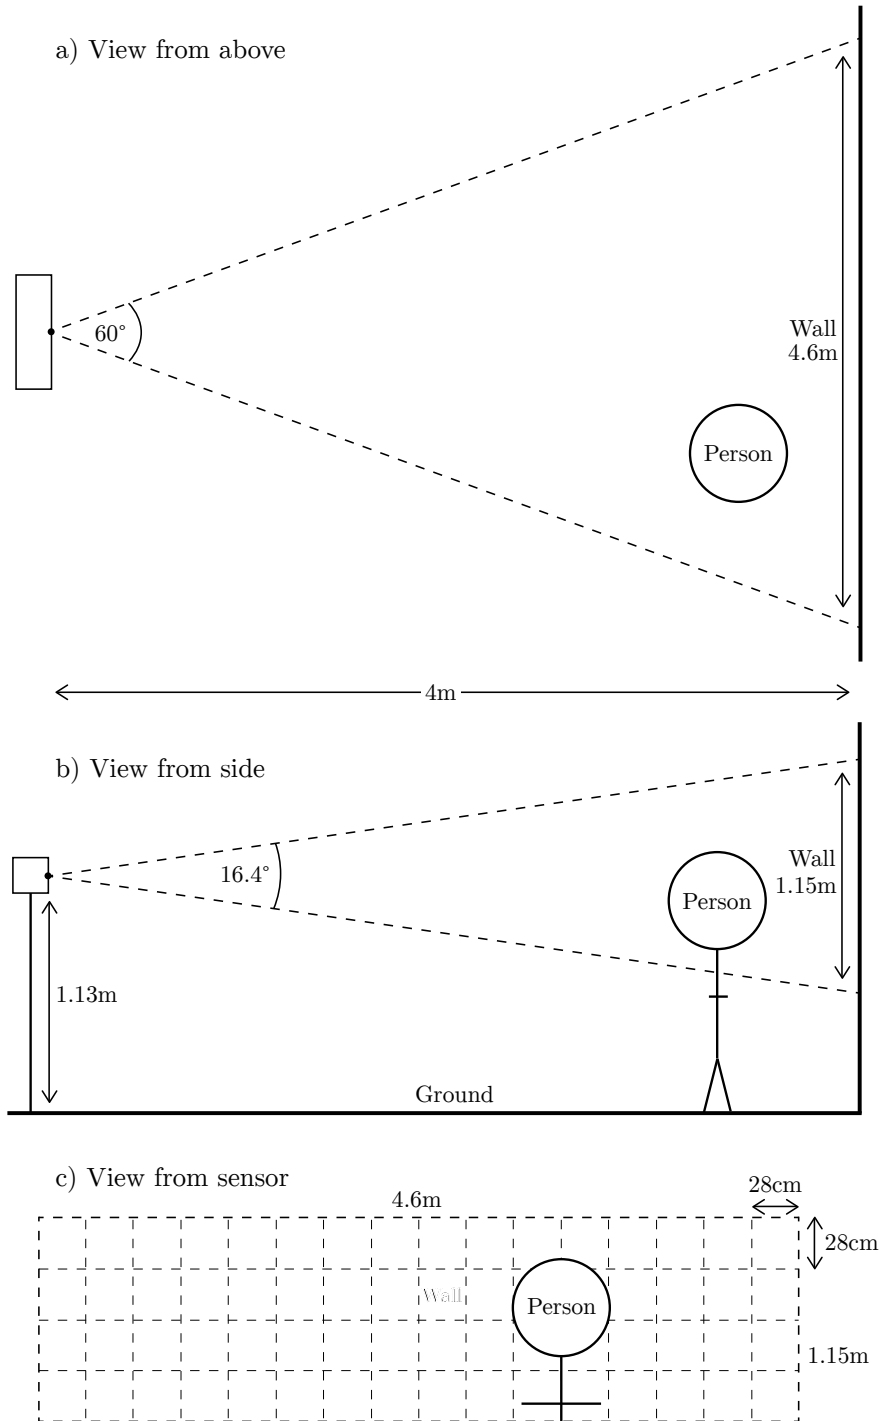 a) View from above
60°
Wall
4.6m
Person
4m
b) View from side
16.4°
Wall
1.15m
Person
1.13m
Ground
c) View from sensor
4.6m
28cm
28cm
Wall
Person
1.15m